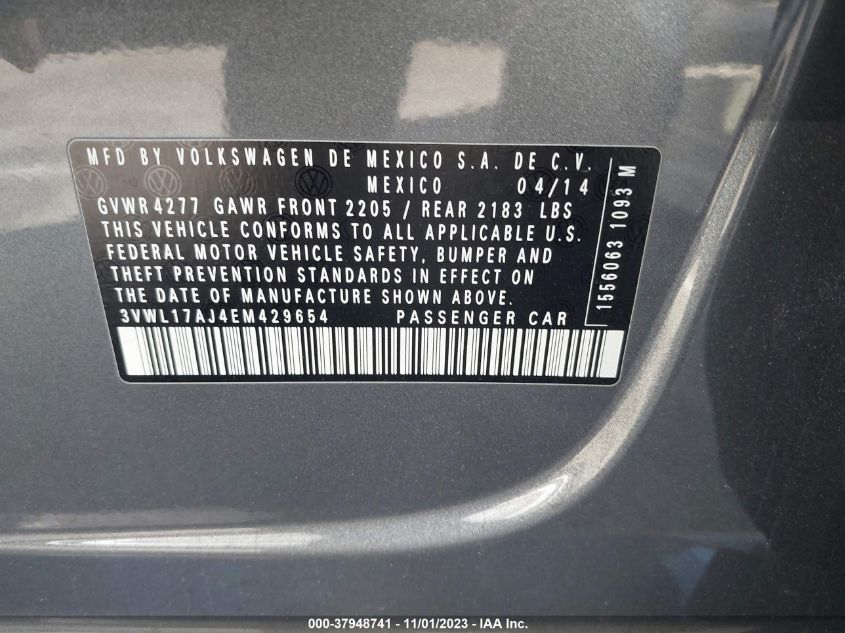 MFD BY VOLKSWAGEN DE MEXICO S.A. DE C.V.
MEXICO 04/14
GVWR 4277 GAWR FRONT 2205 / REAR 2183 LBS
THIS VEHICLE CONFORMS TO ALL APPLICABLE U.S.
FEDERAL MOTOR VEHICLE SAFETY, BUMPER AND
THEFT PREVENTION STANDARDS IN EFFECT ON
THE DATE OF MANUFACTURE SHOWN ABOVE.
3VWL17AJ4EM429654 PASSENGER CAR
1556063 1093 M
000-37948741 - 11/01/2023 - IAA Inc.